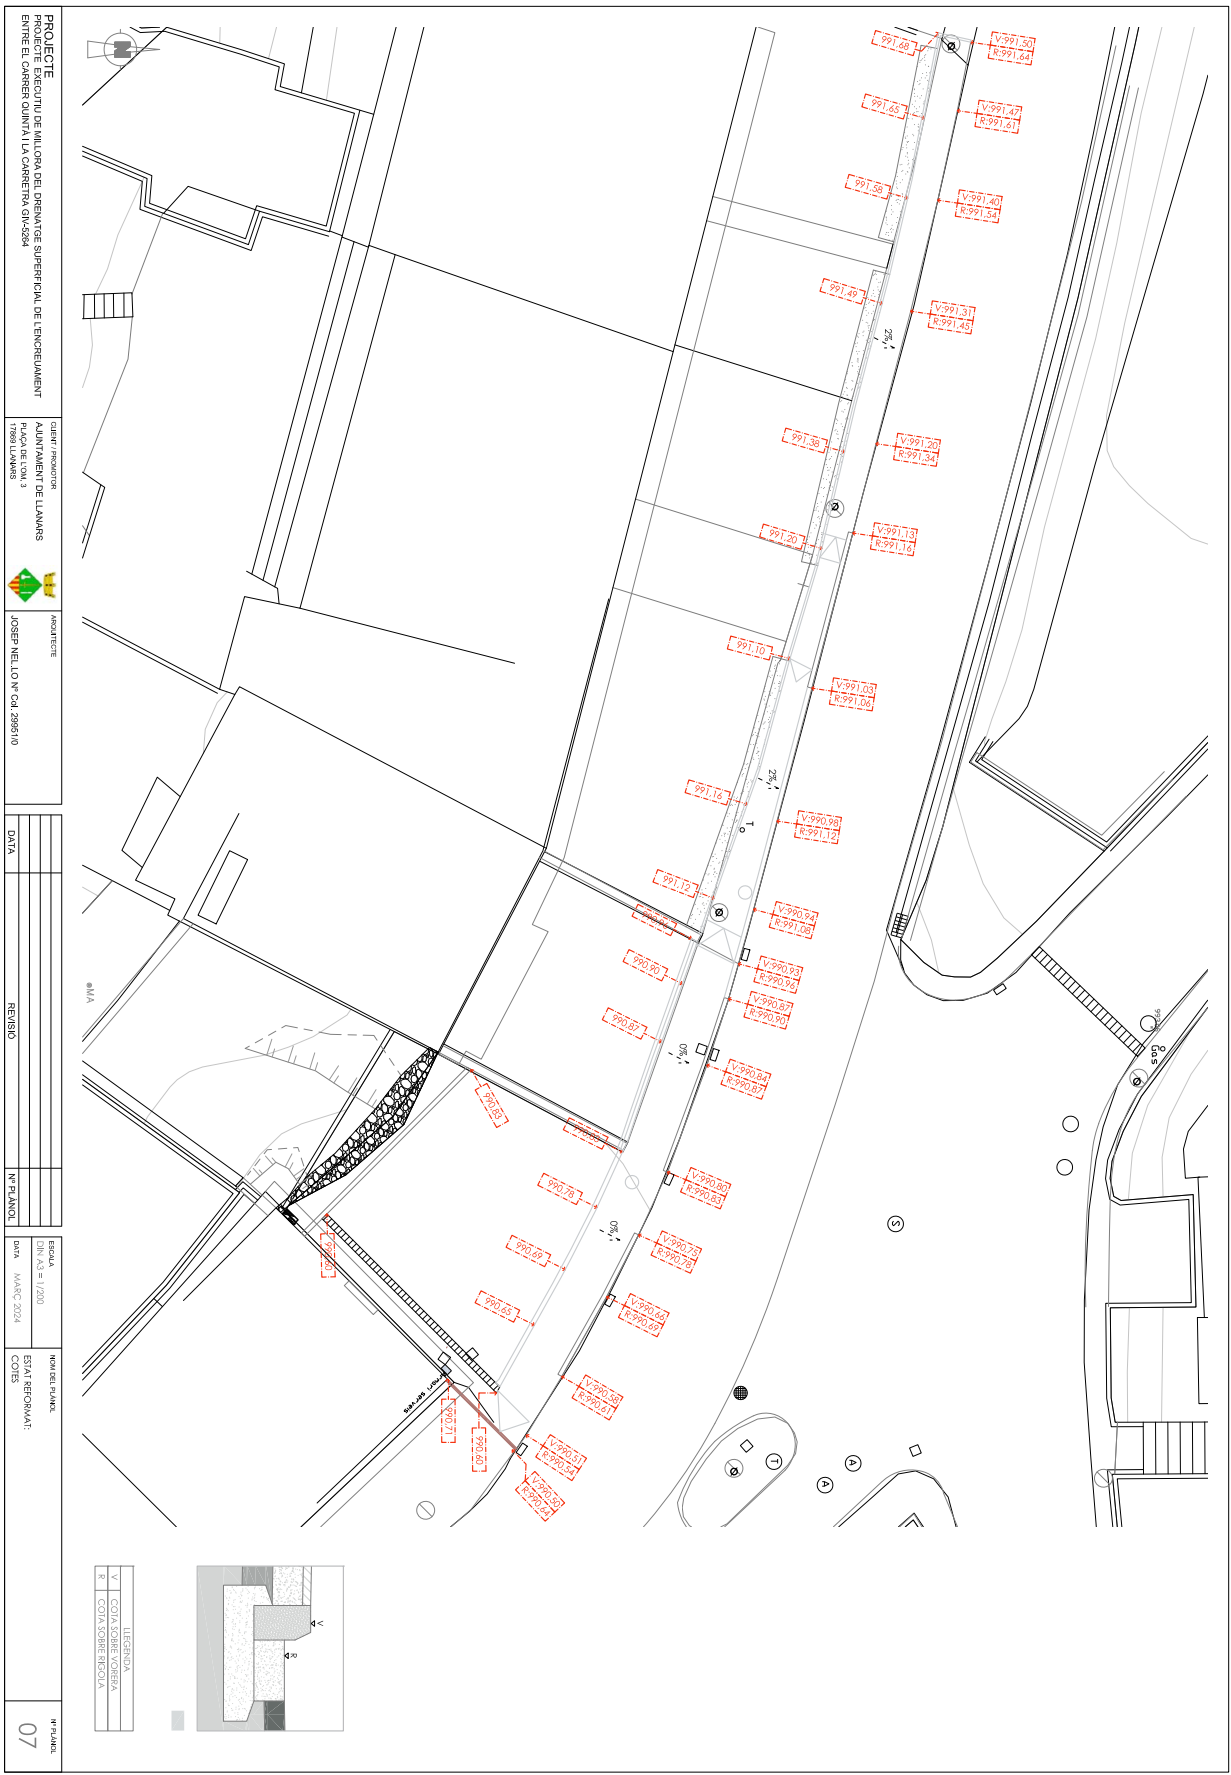 PROJECTE
PROJECTE EXECUTIU DE MILLORA DEL DRENATGE SUPERFICIAL DE L'ENCREUAMENT
ENTRE EL CARRER QUINTÀ I LA CARRETRA GIV-5264
CLIENT / PROMOTOR
AJUNTAMENT DE LLANARS
PLAÇA DE L'OM, 3
17869 LLANARS
ARQUITECTE
JOSEP NEL.LO Nº Col. 29951/0
DATA
REVISIÓ
Nº PLÀNOL
ESCALA
DIN A3 = 1/200
DATA
MARÇ 2024
NOM DEL PLÀNOL
ESTAT REFORMAT:
COTES
Nº PLÀNOL
07
N
991,68
991,65
991,58
991,49
991,38
991,20
991,10
991,16
991,12
990,90
990,87
990,83
990,78
990,69
990,65
990,60
990,71
V:991,50
R:991,64
V:991,47
R:991,61
V:991,40
R:991,54
V:991,31
R:991,45
V:991,20
R:991,34
V:991,13
R:991,16
V:991,03
R:991,06
V:990,98
R:991,12
V:990,94
R:991,08
V:990,93
R:990,96
V:990,87
R:990,90
V:990,84
R:990,87
V:990,80
R:990,83
V:990,75
R:990,78
V:990,66
R:990,69
V:990,58
R:990,61
V:990,51
R:990,54
V:990,50
R:990,64
2%
2%
0%
0%
T
MA
Gas
S
T
A
A
serveis
V
R
LLEGENDA
V COTA SOBRE VORERA
R COTA SOBRE RIGOLA